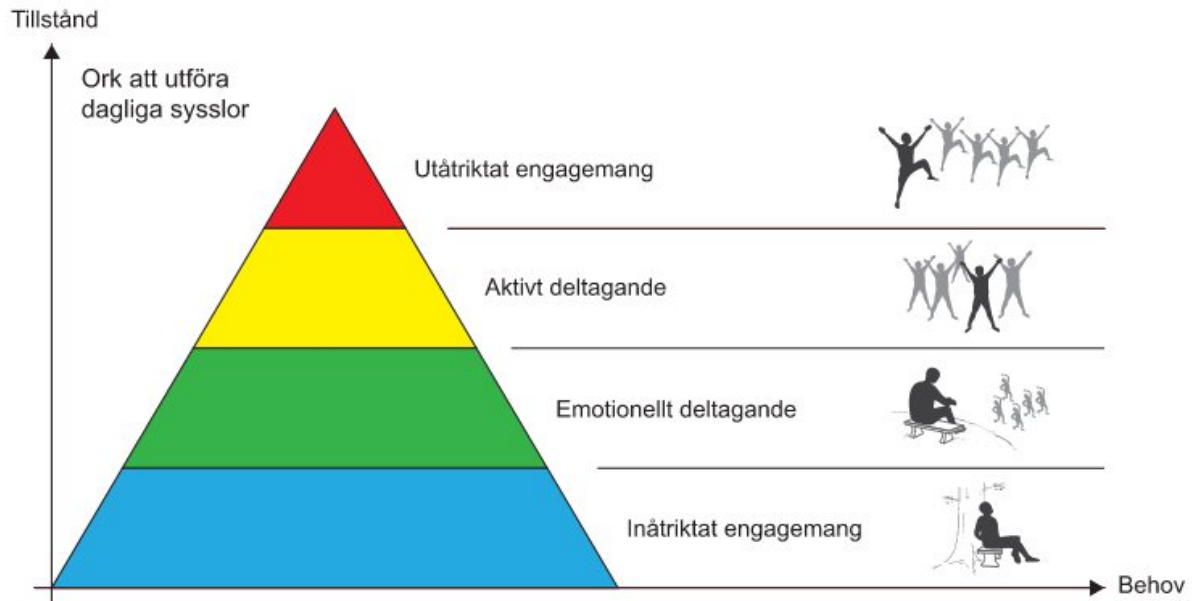 Tillstånd
Ork att utföra
dagliga sysslor
Utåtriktat engagemang
Aktivt deltagande
Emotionellt deltagande
Inåtriktat engagemang
Behov